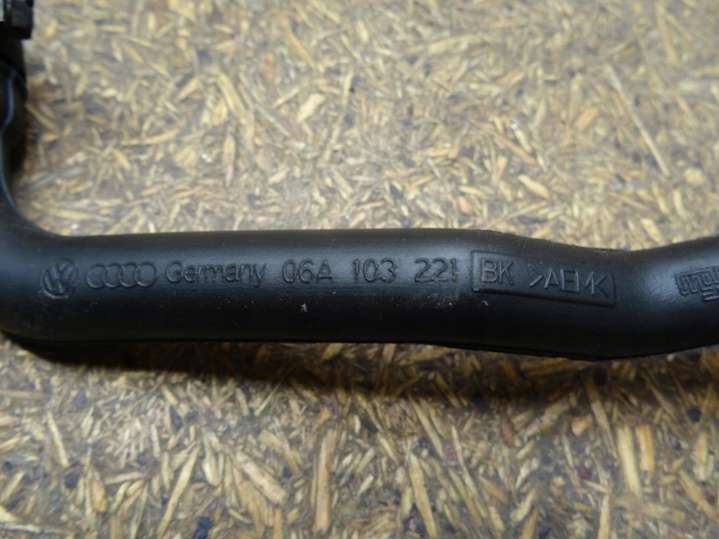 Germany 06A 103 221 BK >AEM<